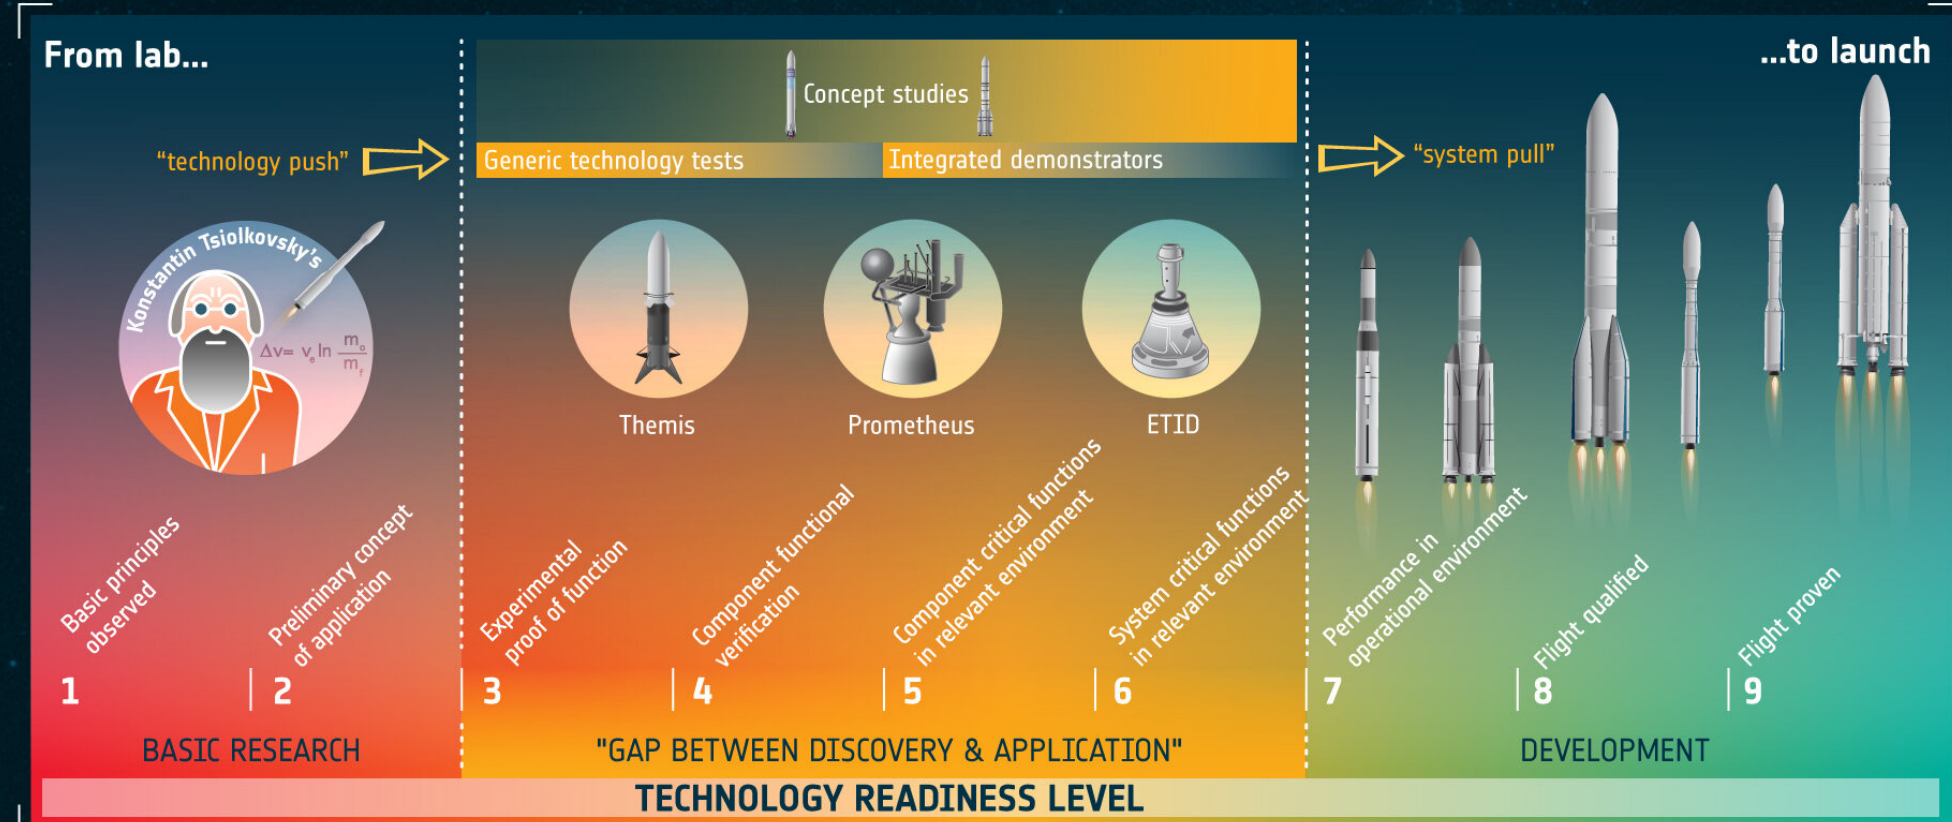 From lab...
...to launch
Concept studies
"technology push"
Generic technology tests
Integrated demonstrators
"system pull"
Konstantin Tsiolkovsky's
Δv= vₑ ln m₀/m_f
Themis
Prometheus
ETID
Basic principles
observed
Preliminary concept
of application
Experimental
proof of function
Component functional
verification
Component critical functions
in relevant environment
System critical functions
in relevant environment
Performance in
operational environment
Flight qualified
Flight proven
1
2
3
4
5
6
7
8
9
BASIC RESEARCH
"GAP BETWEEN DISCOVERY & APPLICATION"
DEVELOPMENT
TECHNOLOGY READINESS LEVEL